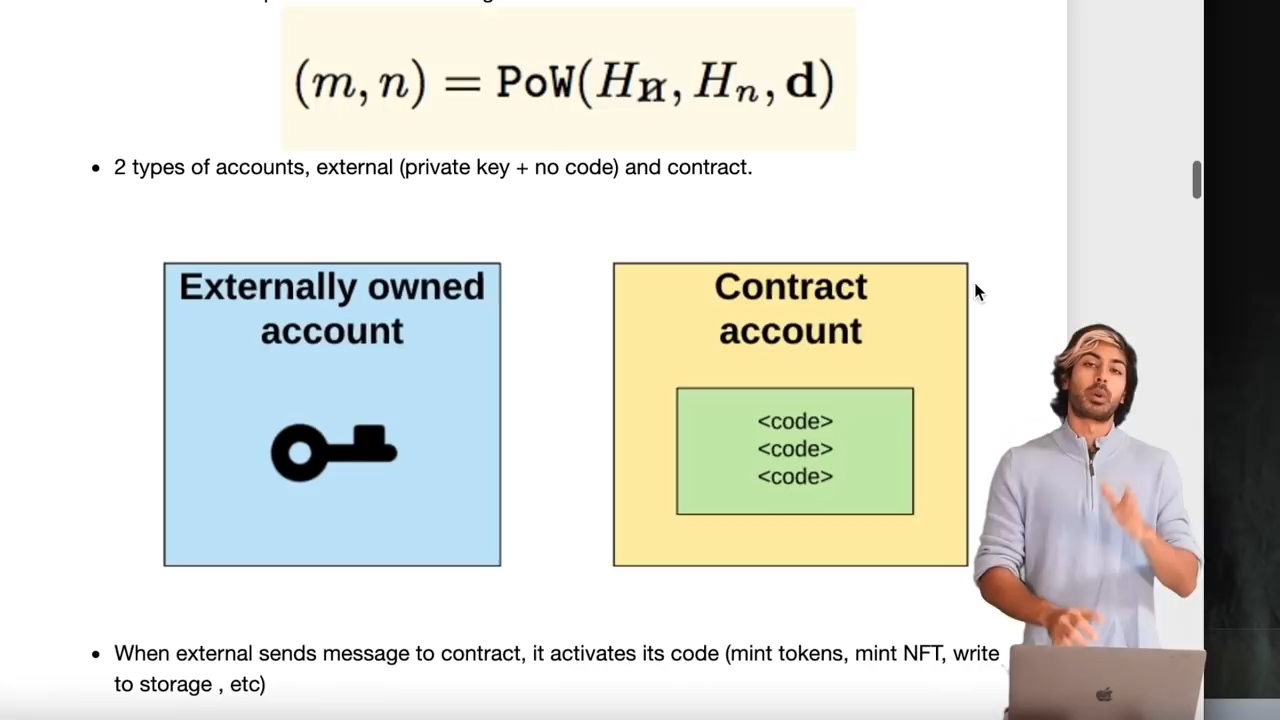 (m, n) = PoW(H_n̸, H_n, d)
• 2 types of accounts, external (private key + no code) and contract.
Externally owned
account
Contract
account
<code>
<code>
<code>
• When external sends message to contract, it activates its code (mint tokens, mint NFT, write
to storage , etc)